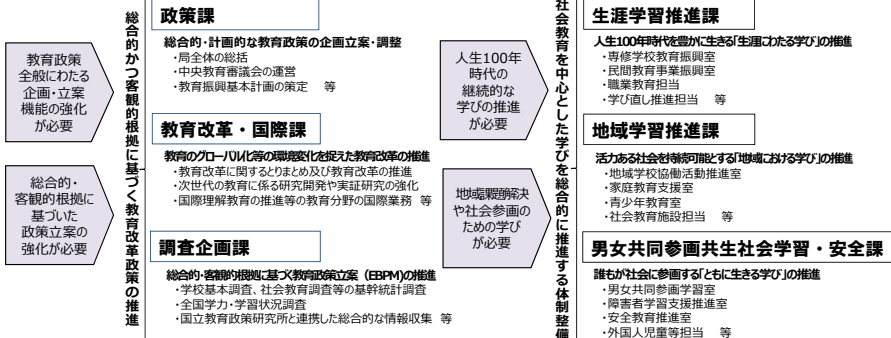 教育政策
全般にわたる
企画・立案
機能の強化
が必要
総合的・
客観的根拠に
基づいた
政策立案の
強化が必要
総合的かつ客観的根拠に基づく教育改革政策の推進
政策課
総合的・計画的な教育政策の企画立案・調整
・局全体の総括
・中央教育審議会の運営
・教育振興基本計画の策定　等
教育改革・国際課
教育のグローバル化等の環境変化を捉えた教育改革の推進
・教育改革に関するとりまとめ及び教育改革の推進
・次世代の教育に係る研究開発や実証研究の強化
・国際理解教育の推進等の教育分野の国際業務　等
調査企画課
総合的・客観的根拠に基づく教育政策立案（EBPM)の推進
・学校基本調査、社会教育調査等の基幹統計調査
・全国学力・学習状況調査
・国立教育政策研究所と連携した総合的な情報収集　等
人生100年
時代の
継続的な
学びの推進
が必要
地域課題解決
や社会参画の
ための学び
が必要
社会教育を中心とした学びを総合的に推進する体制整備
生涯学習推進課
人生100年時代を豊かに生きる「生涯にわたる学び」の推進
・専修学校教育振興室
・民間教育事業振興室
・職業教育担当
・学び直し推進担当　等
地域学習推進課
活力ある社会を持続可能とする「地域における学び」の推進
・地域学校協働活動推進室
・家庭教育支援室
・青少年教育室
・社会教育施設担当　等
男女共同参画共生社会学習・安全課
誰もが社会に参画する「ともに生きる学び」の推進
・男女共同参画学習室
・障害者学習支援推進室
・安全教育推進室
・外国人児童等担当　等